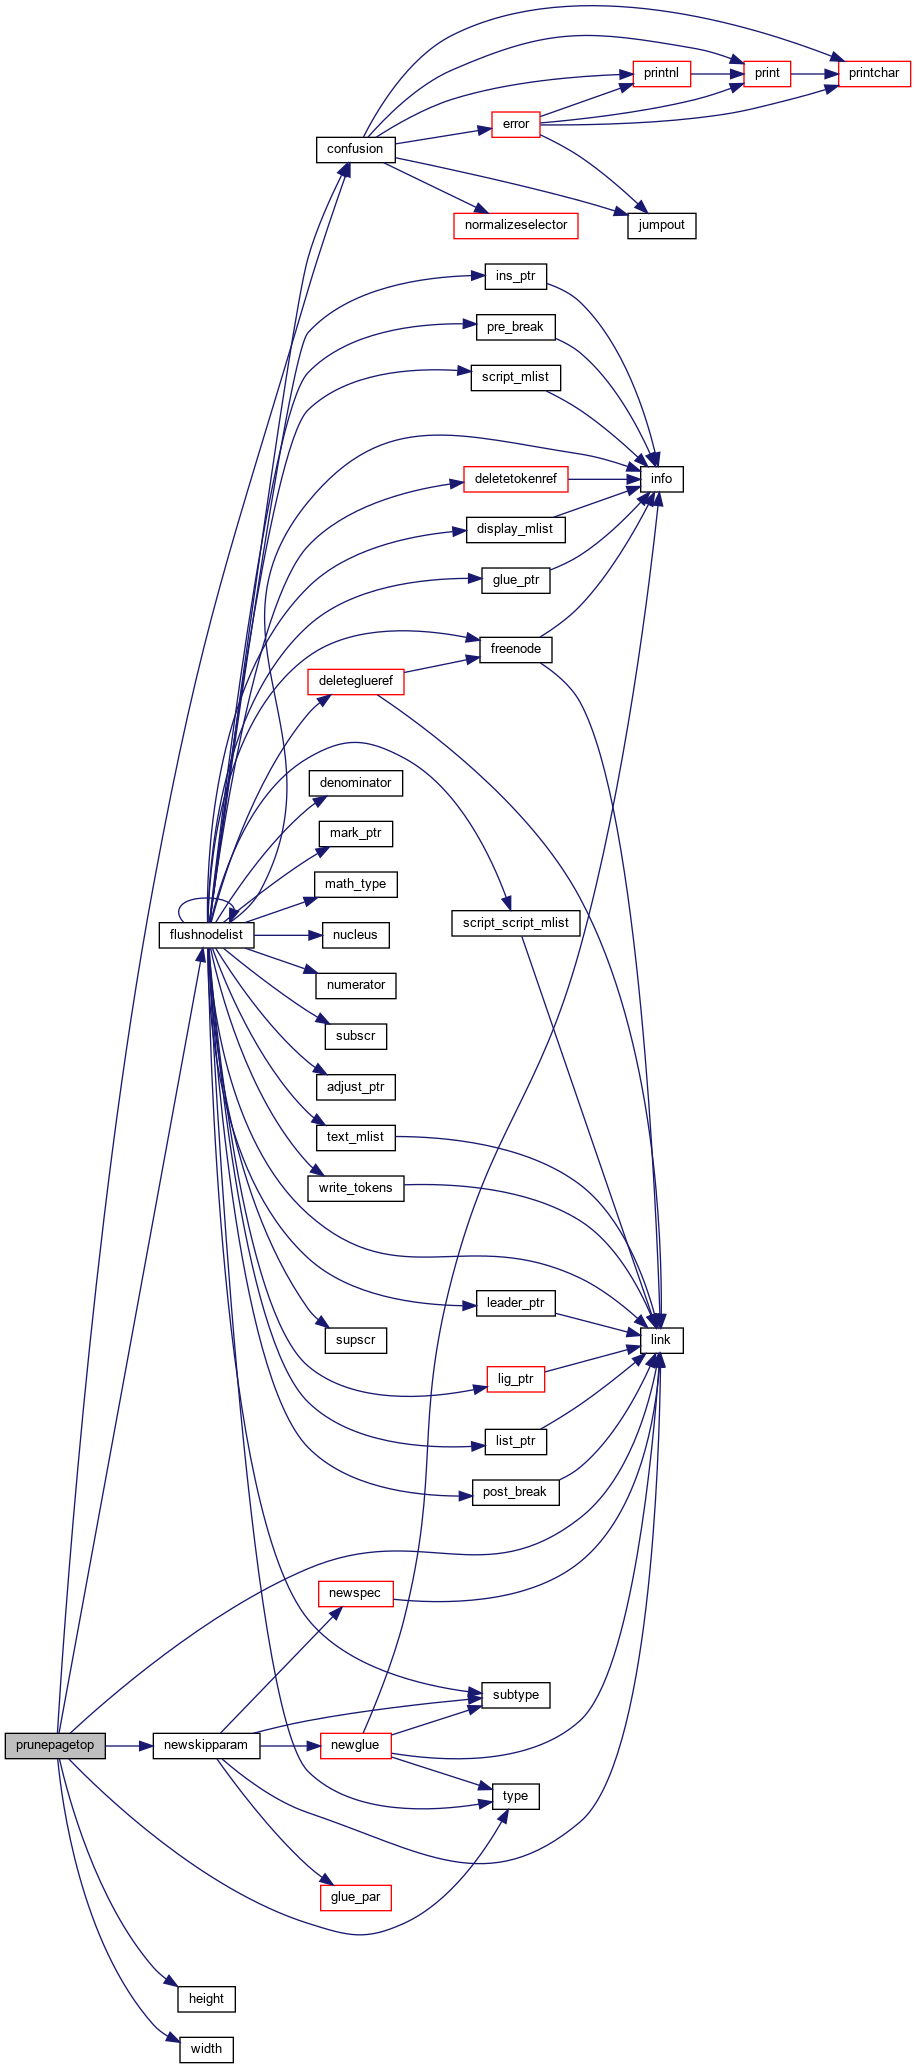 printnl
print
printchar
error
confusion
normalizeselector
jumpout
ins_ptr
pre_break
script_mlist
deletetokenref
info
display_mlist
glue_ptr
freenode
deleteglueref
denominator
mark_ptr
math_type
script_script_mlist
flushnodelist
nucleus
numerator
subscr
adjust_ptr
text_mlist
write_tokens
leader_ptr
supscr
link
lig_ptr
list_ptr
post_break
newspec
subtype
prunepagetop
newskipparam
newglue
type
glue_par
height
width